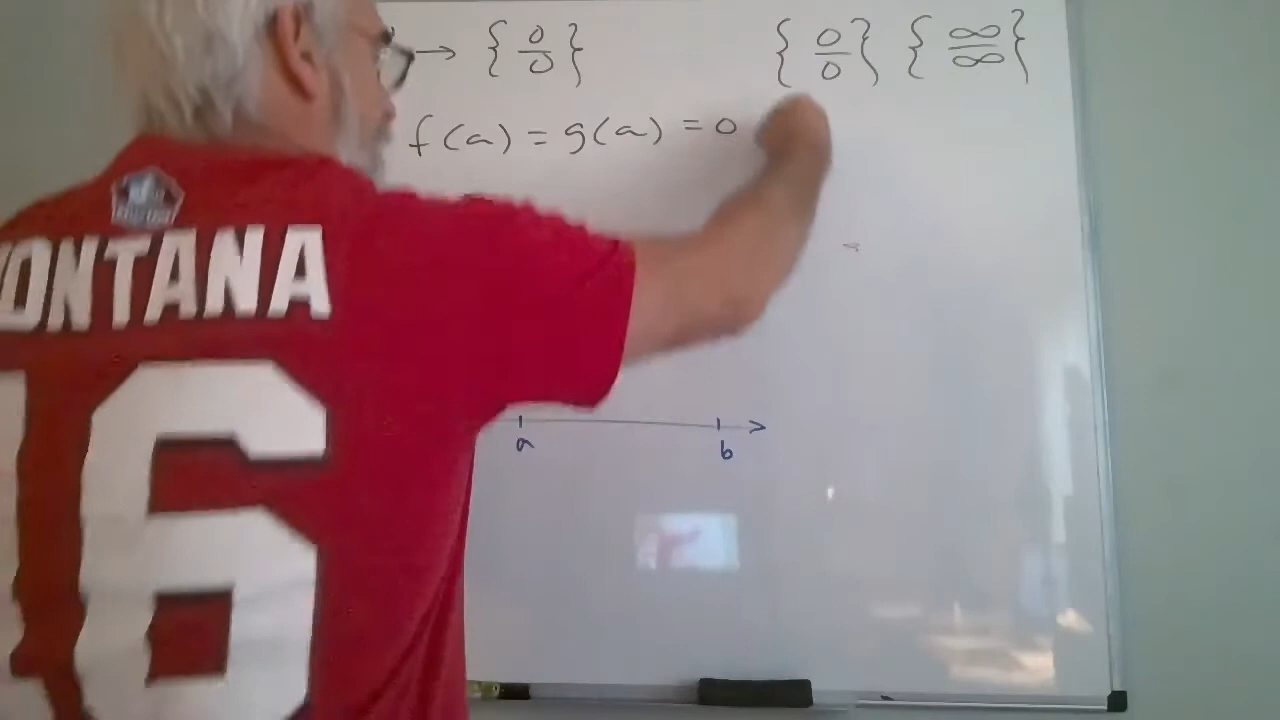 → { 0/0 } { 0/0 } { ∞/∞ }
f(a) = g(a) = 0
=
ONTANA
16
a b